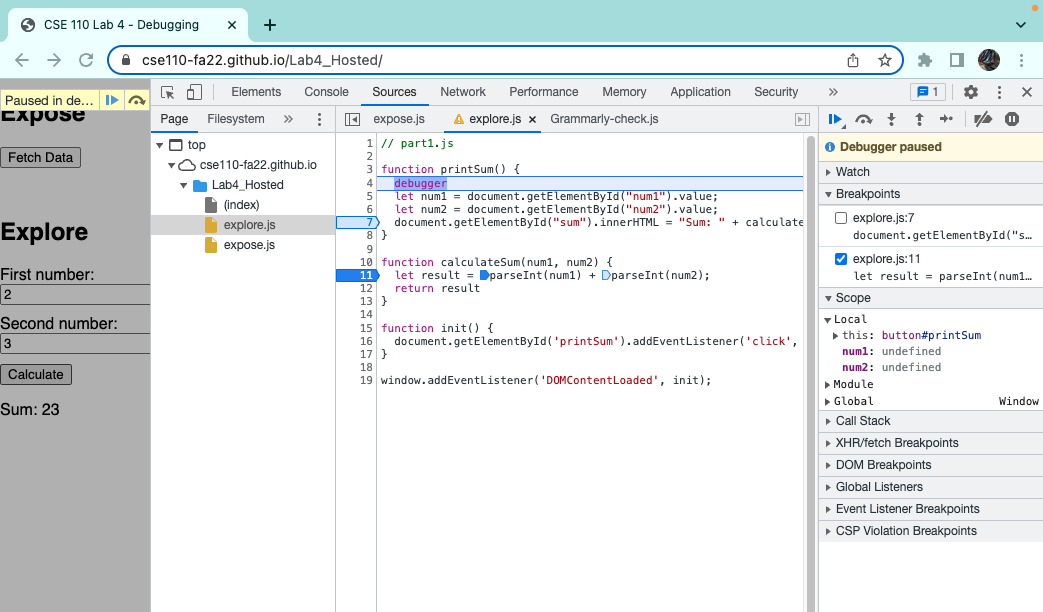 CSE 110 Lab 4 - Debugging
cse110-fa22.github.io/Lab4_Hosted/
Paused in de…
Expose
Fetch Data
Explore
First number:
2
Second number:
3
Calculate
Sum: 23
Elements Console Sources Network Performance Memory Application Security » 1
Page Filesystem »
top
cse110-fa22.github.io
Lab4_Hosted
(index)
explore.js
expose.js
expose.js explore.js × Grammarly-check.js
1 // part1.js
2
3 function printSum() {
4 debugger
5 let num1 = document.getElementById("num1").value;
6 let num2 = document.getElementById("num2").value;
7 document.getElementById("sum").innerHTML = "Sum: " + calculate
8 }
9
10 function calculateSum(num1, num2) {
11 let result = parseInt(num1) + parseInt(num2);
12 return result
13 }
14
15 function init() {
16 document.getElementById('printSum').addEventListener('click',
17 }
18
19 window.addEventListener('DOMContentLoaded', init);
Debugger paused
Watch
Breakpoints
explore.js:7
document.getElementById("s…
explore.js:11
let result = parseInt(num1…
Scope
Local
this: button#printSum
num1: undefined
num2: undefined
Module
Global Window
Call Stack
XHR/fetch Breakpoints
DOM Breakpoints
Global Listeners
Event Listener Breakpoints
CSP Violation Breakpoints